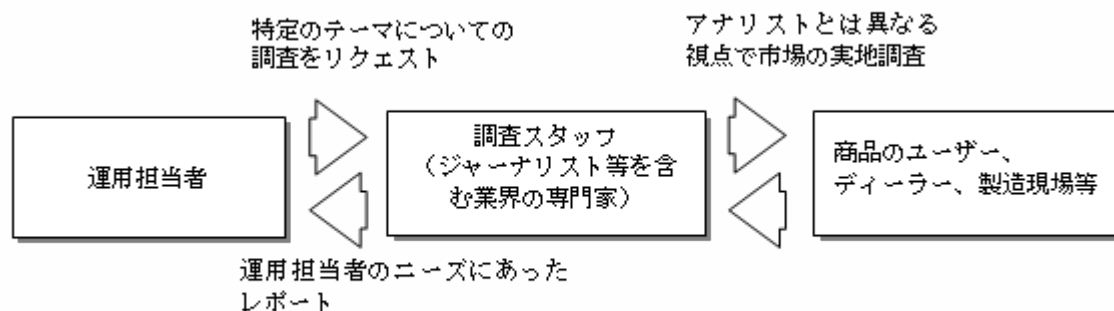 特定のテーマについての
調査をリクエスト
アナリストとは異なる
視点で市場の実地調査
運用担当者
調査スタッフ
（ジャーナリスト等を含
む業界の専門家）
商品のユーザー、
ディーラー、製造現場等
運用担当者のニーズにあった
レポート